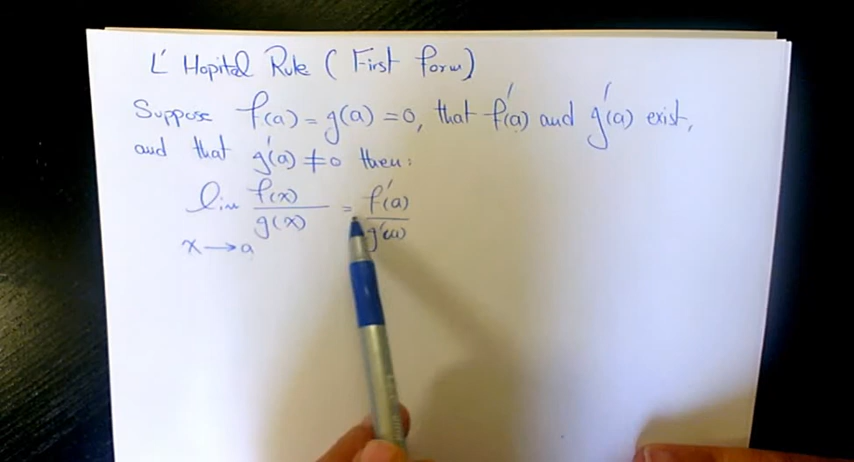 L' Hopital Rule ( First form )
Suppose f(a) = g(a) = 0, that f'(a) and g'(a) exist,
and that g'(a) ≠ 0 then:
lim f(x)/g(x) = f'(a)/g'(a)
x → a